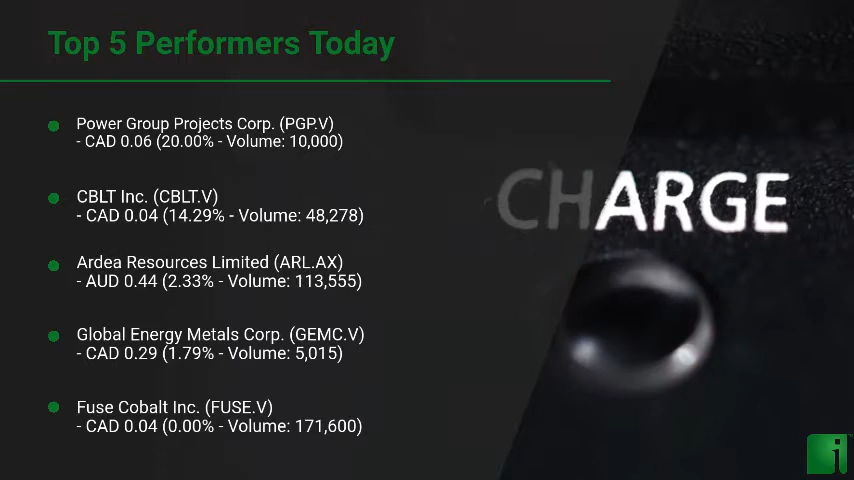 Top 5 Performers Today
Power Group Projects Corp. (PGP.V)
- CAD 0.06 (20.00% - Volume: 10,000)
CBLT Inc. (CBLT.V)
- CAD 0.04 (14.29% - Volume: 48,278)
CHARGE
Ardea Resources Limited (ARL.AX)
- AUD 0.44 (2.33% - Volume: 113,555)
Global Energy Metals Corp. (GEMC.V)
- CAD 0.29 (1.79% - Volume: 5,015)
Fuse Cobalt Inc. (FUSE.V)
- CAD 0.04 (0.00% - Volume: 171,600)
i